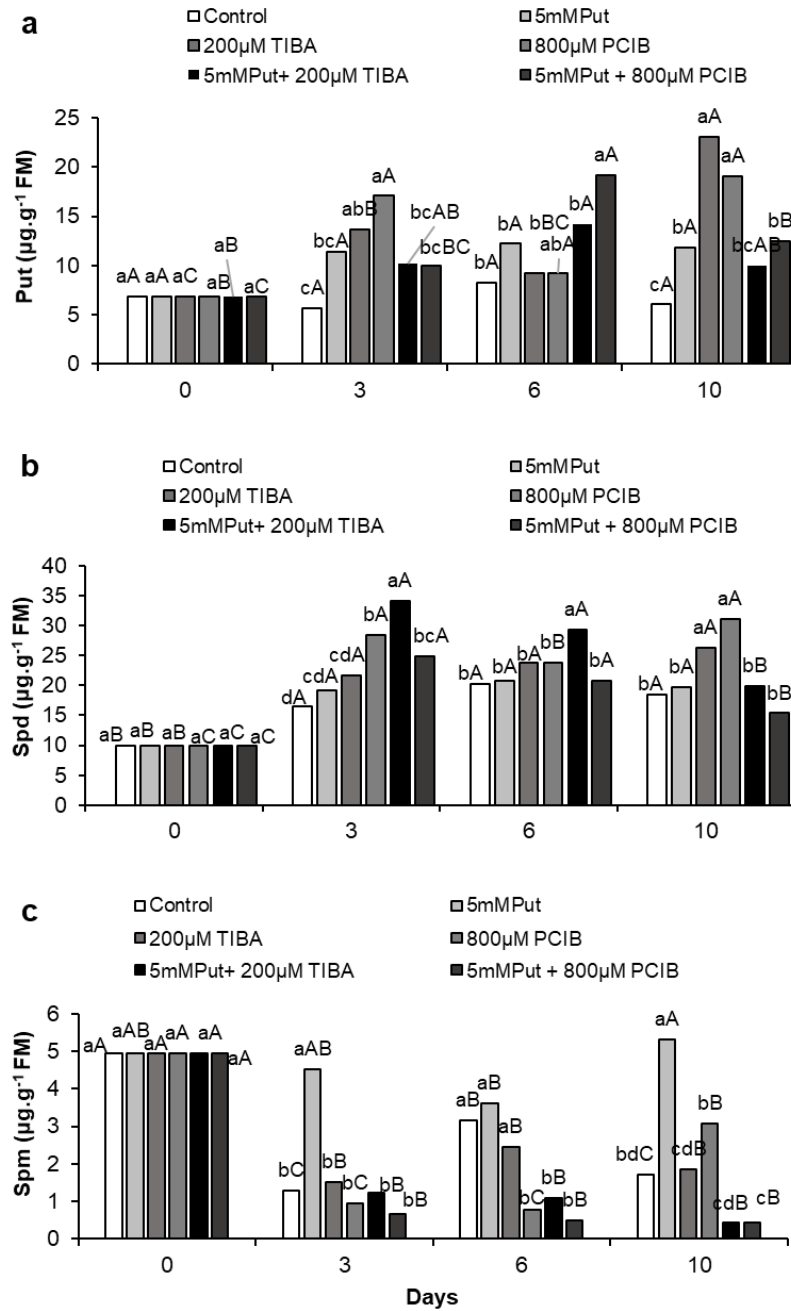 a
Control 5mMPut
200µM TIBA 800µM PCIB
5mMPut+ 200µM TIBA 5mMPut + 800µM PCIB
Put (µg.g⁻¹ FM)
25
20
15
10
5
0
aA aA aC aB aB aC
cA bcA abB aA bcAB bcBC
bA bA bBC abA bA aA
cA bA aA aA bcAB bB
0 3 6 10
b
Control 5mMPut
200µM TIBA 800µM PCIB
5mMPut+ 200µM TIBA 5mMPut + 800µM PCIB
Spd (µg.g⁻¹ FM)
40
35
30
25
20
15
10
5
0
aB aB aB aC aC aC
dA cdA cdA bA aA bcA
bA bA bA bB aA bA
bA bA aA aA bB bB
0 3 6 10
c
Control 5mMPut
200µM TIBA 800µM PCIB
5mMPut+ 200µM TIBA 5mMPut + 800µM PCIB
Spm (µg.g⁻¹ FM)
6
5
4
3
2
1
0
aA aAB aA aA aA aA
bC aAB bB bC bB bB
aB aB aB bC bB bB
bdC aA cdB bB cdB cB
0 3 6 10
Days